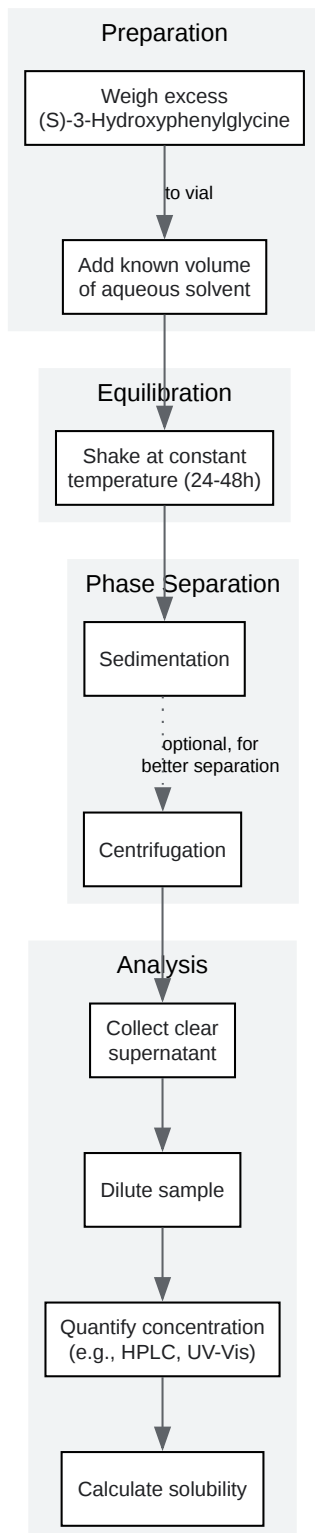 Preparation
Weigh excess
(S)-3-Hydroxyphenylglycine
to vial
Add known volume
of aqueous solvent
Equilibration
Shake at constant
temperature (24-48h)
Phase Separation
Sedimentation
optional, for
better separation
Centrifugation
Analysis
Collect clear
supernatant
Dilute sample
Quantify concentration
(e.g., HPLC, UV-Vis)
Calculate solubility